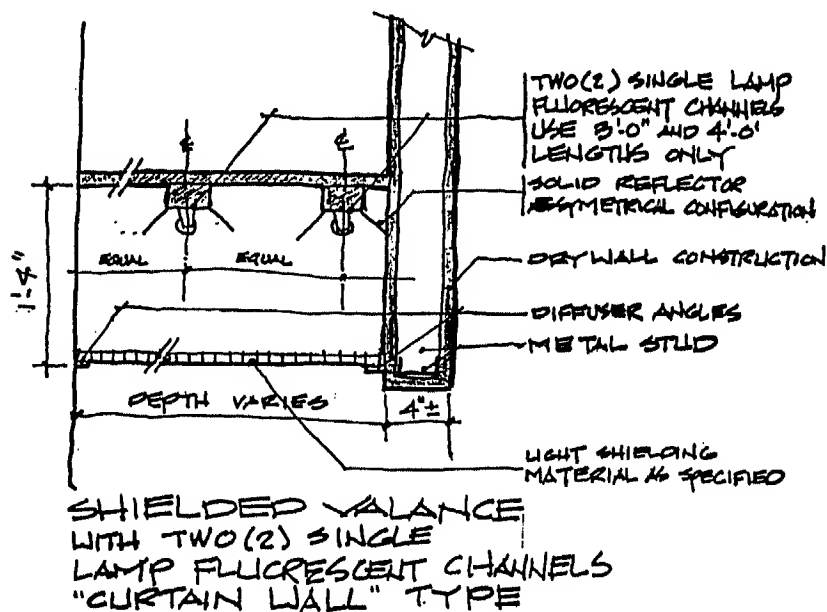 TWO(2) SINGLE LAMP
FLUORESCENT CHANNELS
USE 3'-0" AND 4'-0'
LENGTHS ONLY
SOLID REFLECTOR
ASYMETRICAL CONFIGURATION
DRYWALL CONSTRUCTION
DIFFUSER ANGLES
METAL STUD
LIGHT SHIELDING
MATERIAL AS SPECIFIED
℄ ℄
EQUAL EQUAL
1'-4"
DEPTH VARIES 4"±
SHIELDED VALANCE
WITH TWO(2) SINGLE
LAMP FLUORESCENT CHANNELS
"CURTAIN WALL" TYPE